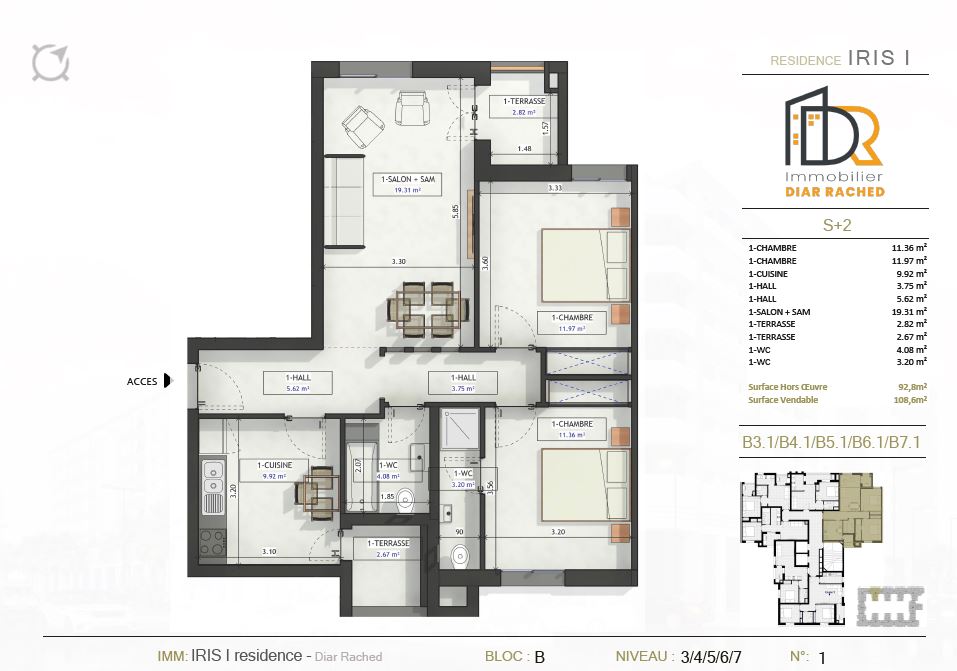 RESIDENCE IRIS I
DR
Immobilier
DIAR RACHED
S+2
1-CHAMBRE 11.36 m²
1-CHAMBRE 11.97 m²
1-CUISINE 9.92 m²
1-HALL 3.75 m²
1-HALL 5.62 m²
1-SALON + SAM 19.31 m²
1-TERRASSE 2.82 m²
1-TERRASSE 2.67 m²
1-WC 4.08 m²
1-WC 3.20 m²
Surface Hors Œuvre 92,8m²
Surface Vendable 108,6m²
B3.1/B4.1/B5.1/B6.1/B7.1
1-TERRASSE
2.82 m²
1.57
1.48
1-SALON + SAM
19.31 m²
5.85
3.30
3.33
3.60
1-CHAMBRE
11.97 m²
ACCES
1-HALL
5.62 m²
1-HALL
3.75 m²
1-CHAMBRE
11.36 m²
1-CUISINE
9.92 m²
3.20
3.10
2.07
1-WC
4.08 m²
1.85
1-WC
3.20 m²
3.56
90
3.20
1-TERRASSE
2.67 m²
IMM: IRIS I residence - Diar Rached
BLOC : B
NIVEAU : 3/4/5/6/7
N°: 1